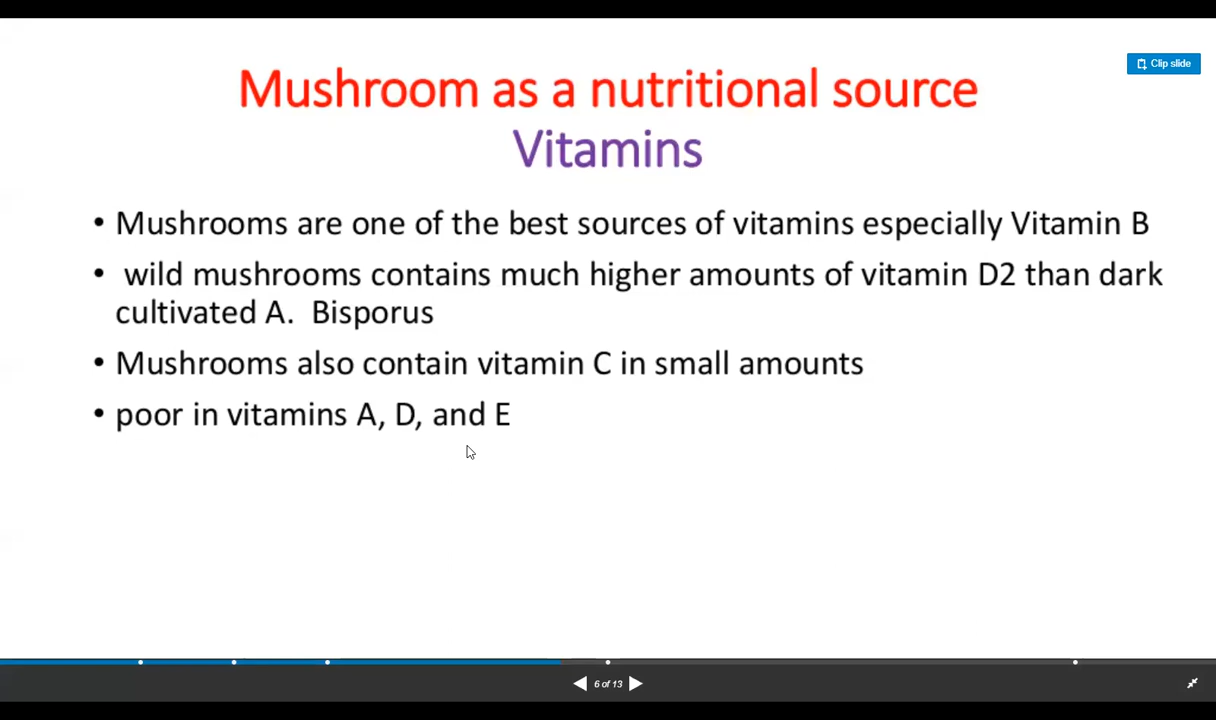 Clip slide
Mushroom as a nutritional source
Vitamins
• Mushrooms are one of the best sources of vitamins especially Vitamin B
• wild mushrooms contains much higher amounts of vitamin D2 than dark
cultivated A. Bisporus
• Mushrooms also contain vitamin C in small amounts
• poor in vitamins A, D, and E
6 of 13